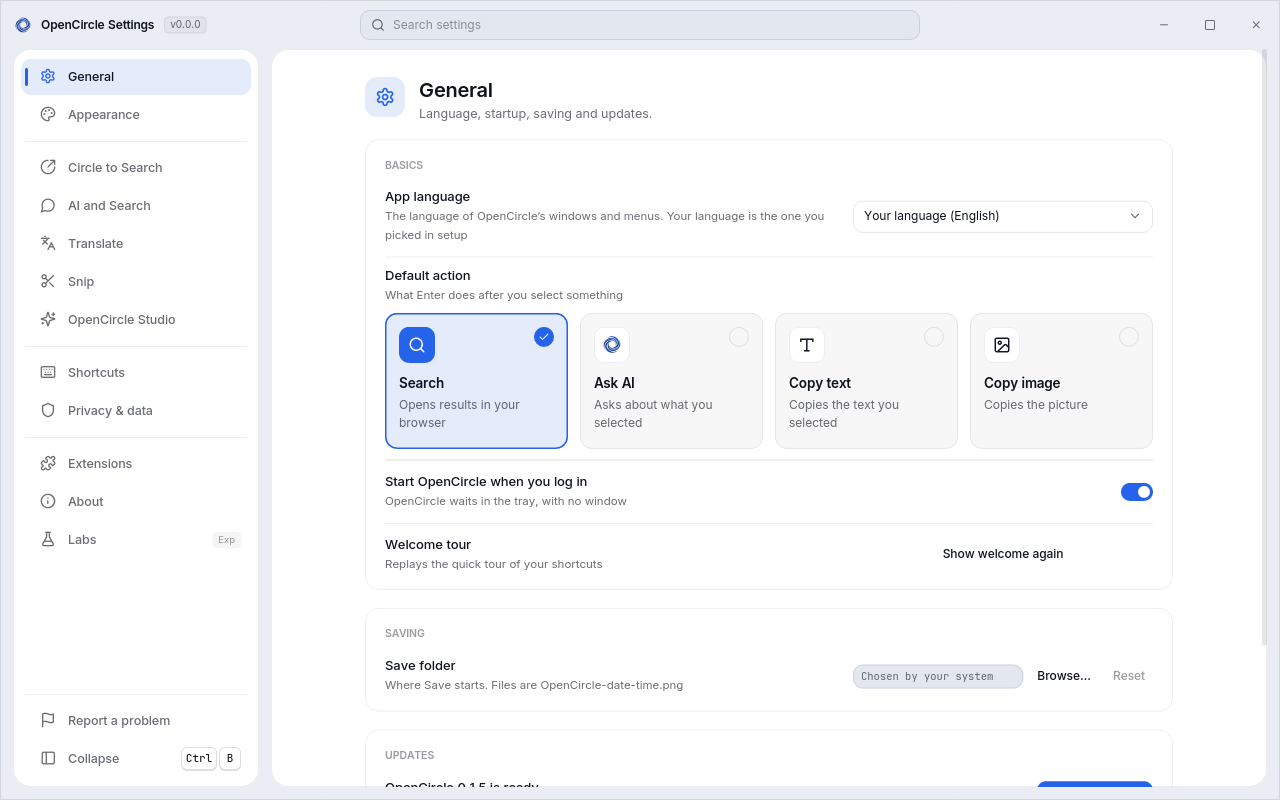 OpenCircle Settings v0.0.0
Search settings
General
Appearance
Circle to Search
AI and Search
Translate
Snip
OpenCircle Studio
Shortcuts
Privacy & data
Extensions
About
Labs Exp
Report a problem
Collapse Ctrl B
General
Language, startup, saving and updates.
BASICS
App language
The language of OpenCircle's windows and menus. Your language is the one you
picked in setup
Your language (English)
Default action
What Enter does after you select something
Search
Opens results in your
browser
Ask AI
Asks about what you
selected
Copy text
Copies the text you
selected
Copy image
Copies the picture
Start OpenCircle when you log in
OpenCircle waits in the tray, with no window
Welcome tour
Replays the quick tour of your shortcuts
Show welcome again
SAVING
Save folder
Where Save starts. Files are OpenCircle-date-time.png
Chosen by your system
Browse...
Reset
UPDATES
OpenCircle 0.1.5 is ready